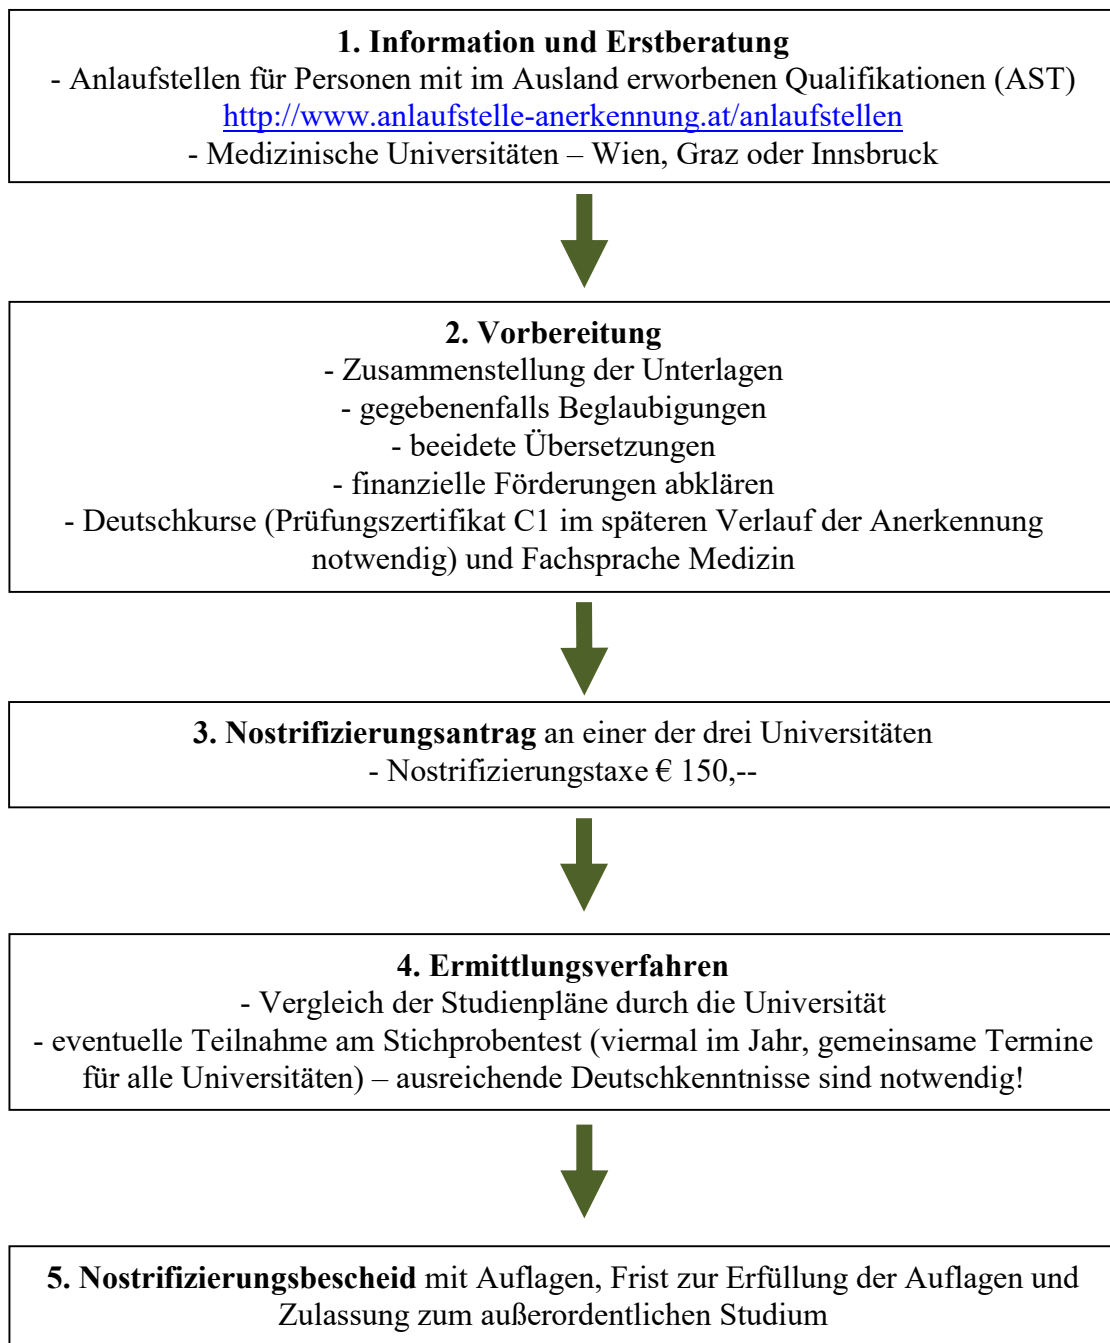 1. Information und Erstberatung
- Anlaufstellen für Personen mit im Ausland erworbenen Qualifikationen (AST)
http://www.anlaufstelle-anerkennung.at/anlaufstellen
- Medizinische Universitäten – Wien, Graz oder Innsbruck
2. Vorbereitung
- Zusammenstellung der Unterlagen
- gegebenenfalls Beglaubigungen
- beeidete Übersetzungen
- finanzielle Förderungen abklären
- Deutschkurse (Prüfungszertifikat C1 im späteren Verlauf der Anerkennung
notwendig) und Fachsprache Medizin
3. Nostrifizierungsantrag an einer der drei Universitäten
- Nostrifizierungstaxe € 150,--
4. Ermittlungsverfahren
- Vergleich der Studienpläne durch die Universität
- eventuelle Teilnahme am Stichprobentest (viermal im Jahr, gemeinsame Termine
für alle Universitäten) – ausreichende Deutschkenntnisse sind notwendig!
5. Nostrifizierungsbescheid mit Auflagen, Frist zur Erfüllung der Auflagen und
Zulassung zum außerordentlichen Studium